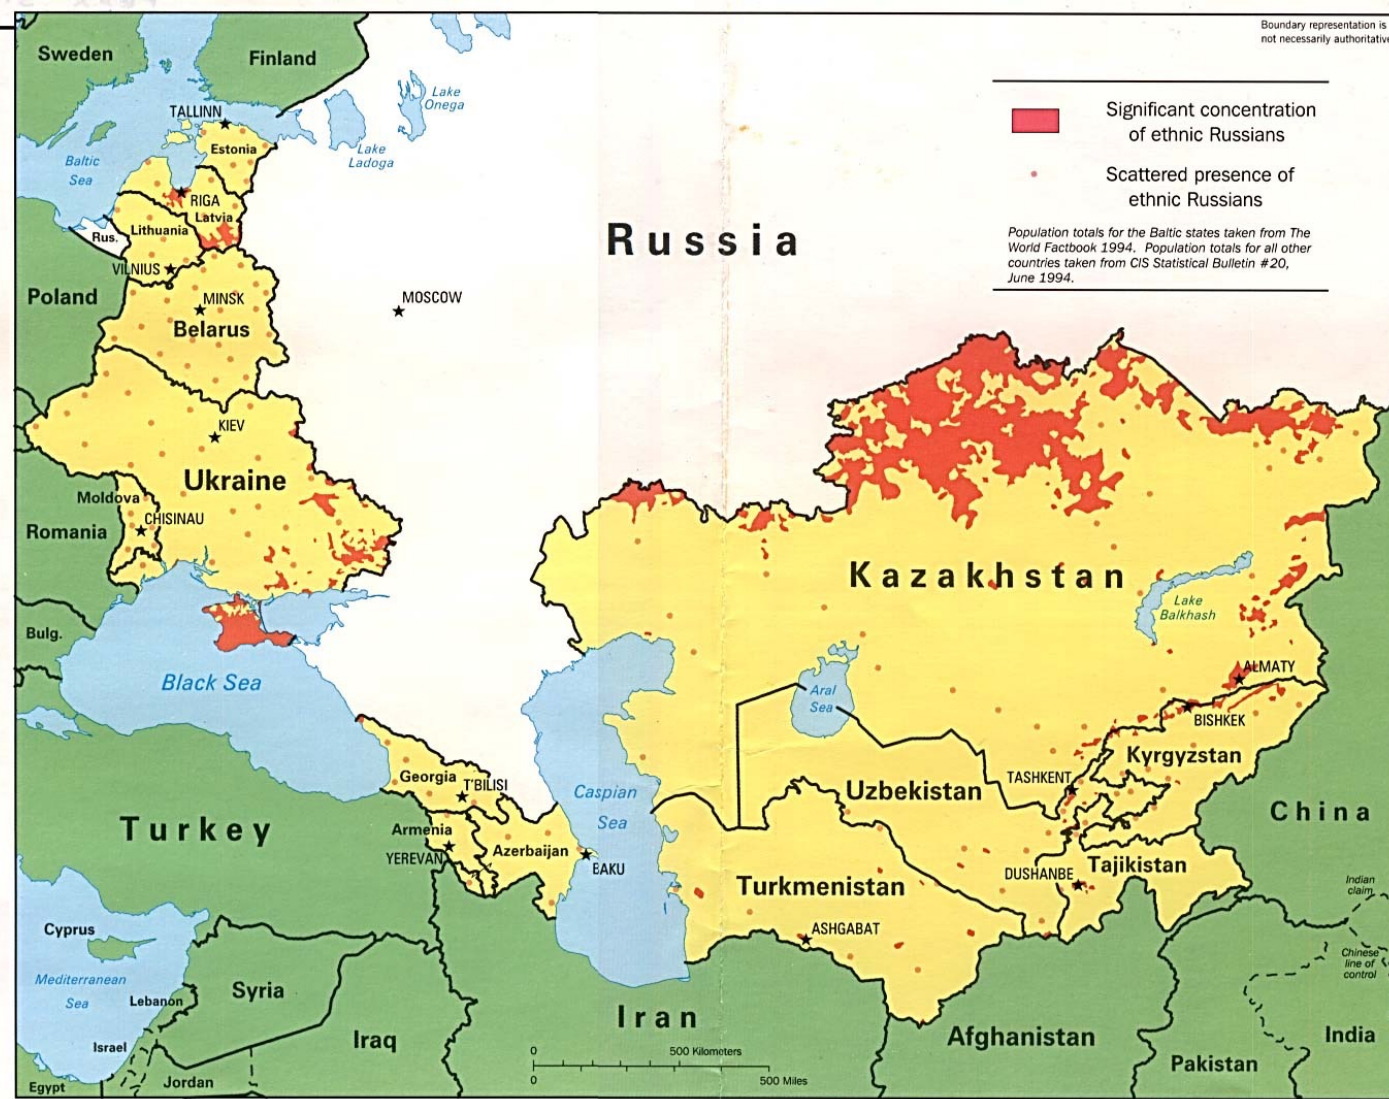 Boundary representation is
not necessarily authoritative
Sweden
Finland
Lake
Onega
TALLINN
Significant concentration
of ethnic Russians
Lake
Ladoga
Estonia
Baltic
Sea
Scattered presence of
ethnic Russians
RIGA
Latvia
Lithuania
Rus.
Russia
Population totals for the Baltic states taken from The
World Factbook 1994. Population totals for all other
countries taken from CIS Statistical Bulletin #20,
June 1994.
VILNIUS
Poland
MINSK
MOSCOW
Belarus
KIEV
Ukraine
Moldova
CHISINAU
Romania
Kazakhstan
Lake
Balkhash
Bulg.
Black Sea
ALMATY
Aral
Sea
BISHKEK
Kyrgyzstan
Georgia
T'BILISI
TASHKENT
Uzbekistan
Caspian
Sea
China
Turkey
Armenia
YEREVAN
Azerbaijan
BAKU
DUSHANBE
Tajikistan
Turkmenistan
Indian
claim
Cyprus
ASHGABAT
Chinese
line of
control
Mediterranean
Sea
Lebanon
Syria
Iran
Iraq
Afghanistan
India
Israel
0 500 Kilometers
0 500 Miles
Pakistan
Egypt
Jordan